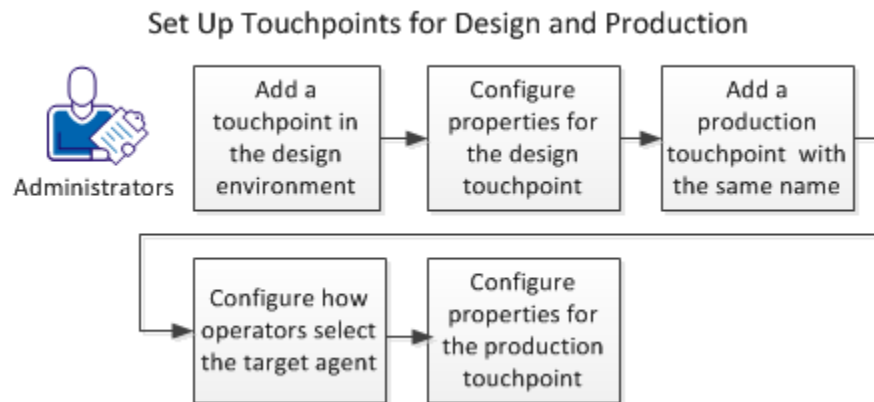 Set Up Touchpoints for Design and Production
Administrators
Add a
touchpoint in
the design
environment
Configure
properties for
the design
touchpoint
Add a
production
touchpoint with
the same name
Configure how
operators select
the target agent
Configure
properties for
the production
touchpoint